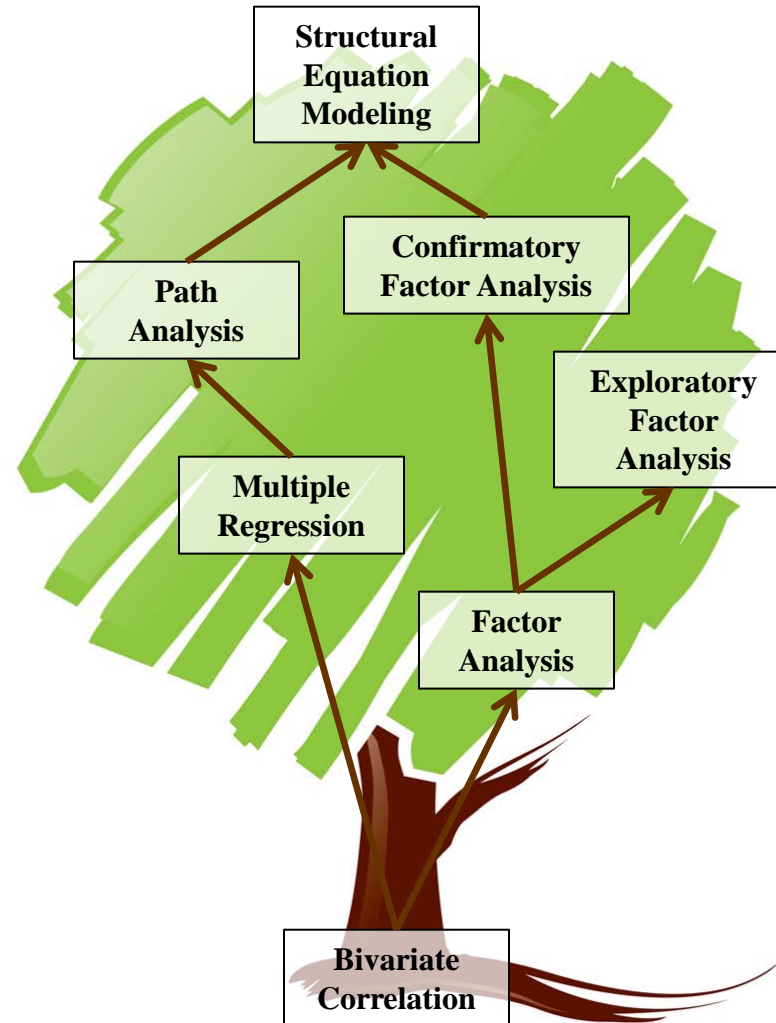 Structural
Equation
Modeling
Confirmatory
Factor Analysis
Path
Analysis
Exploratory
Factor
Analysis
Multiple
Regression
Factor
Analysis
Bivariate
Correlation